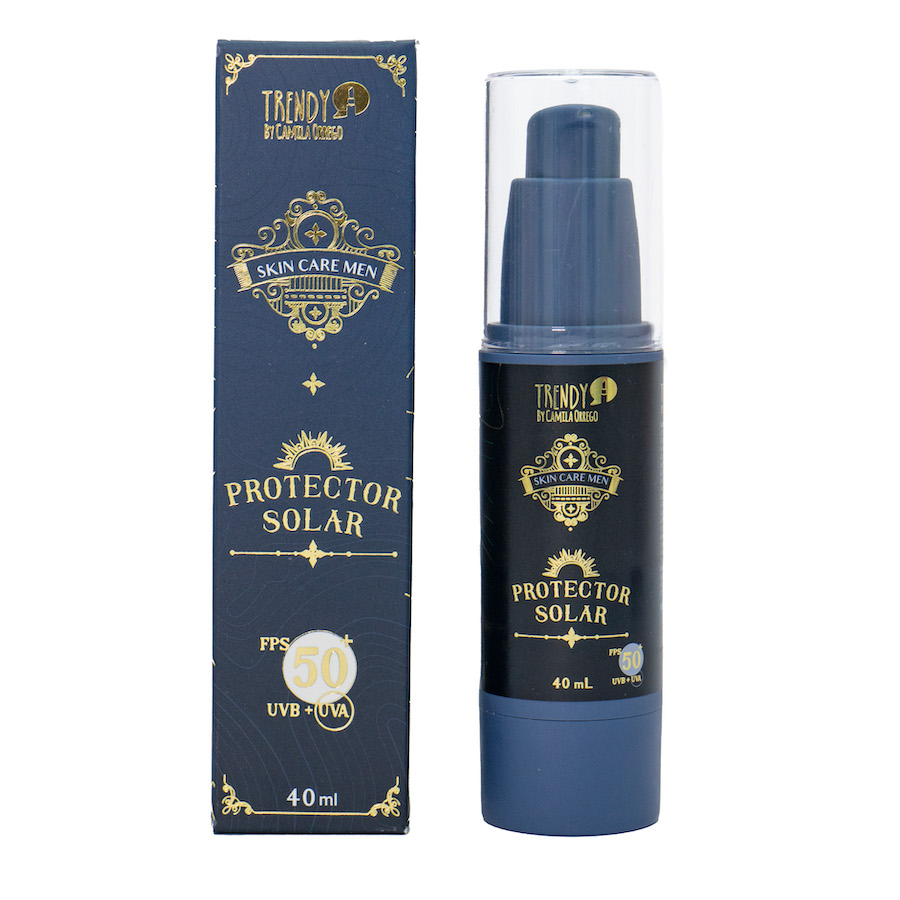 TRENDY
BY CAMILA ORREGO
SKIN CARE MEN
PROTECTOR
SOLAR
FPS 50+
UVB + UVA
40ml
TRENDY
BY CAMILA ORREGO
SKIN CARE MEN
PROTECTOR
SOLAR
FPS 50+
40 mL UVB + UVA